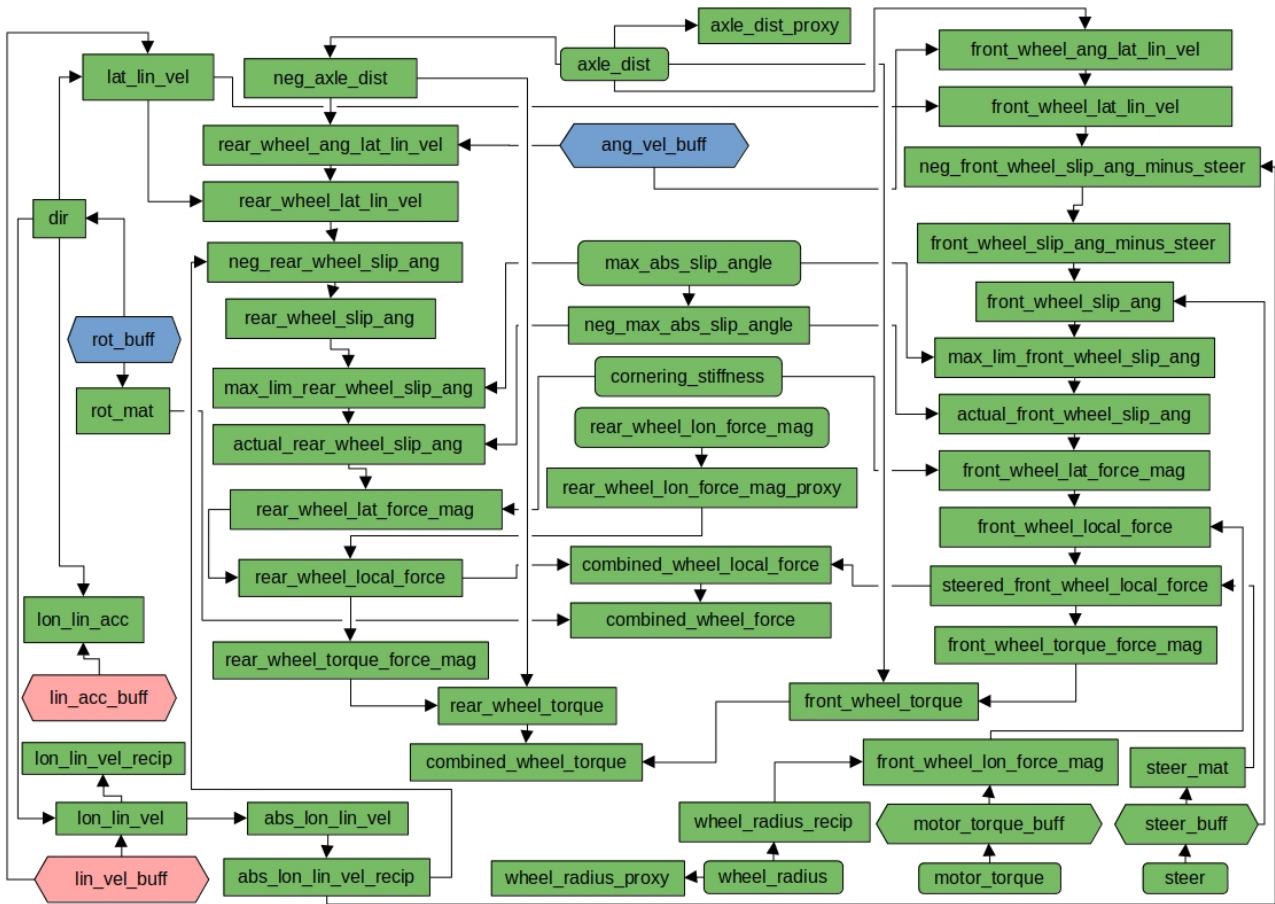 axle_dist_proxy
front_wheel_ang_lat_lin_vel
axle_dist
lat_lin_vel
neg_axle_dist
front_wheel_lat_lin_vel
rear_wheel_ang_lat_lin_vel
ang_vel_buff
neg_front_wheel_slip_ang_minus_steer
rear_wheel_lat_lin_vel
dir
front_wheel_slip_ang_minus_steer
neg_rear_wheel_slip_ang
max_abs_slip_angle
front_wheel_slip_ang
rear_wheel_slip_ang
neg_max_abs_slip_angle
rot_buff
max_lim_front_wheel_slip_ang
max_lim_rear_wheel_slip_ang
cornering_stiffness
rot_mat
actual_front_wheel_slip_ang
rear_wheel_lon_force_mag
actual_rear_wheel_slip_ang
front_wheel_lat_force_mag
rear_wheel_lon_force_mag_proxy
rear_wheel_lat_force_mag
front_wheel_local_force
combined_wheel_local_force
rear_wheel_local_force
steered_front_wheel_local_force
lon_lin_acc
combined_wheel_force
front_wheel_torque_force_mag
rear_wheel_torque_force_mag
lin_acc_buff
rear_wheel_torque
front_wheel_torque
lon_lin_vel_recip
combined_wheel_torque
front_wheel_lon_force_mag
steer_mat
lon_lin_vel
abs_lon_lin_vel
wheel_radius_recip
motor_torque_buff
steer_buff
lin_vel_buff
abs_lon_lin_vel_recip
wheel_radius_proxy
wheel_radius
motor_torque
steer